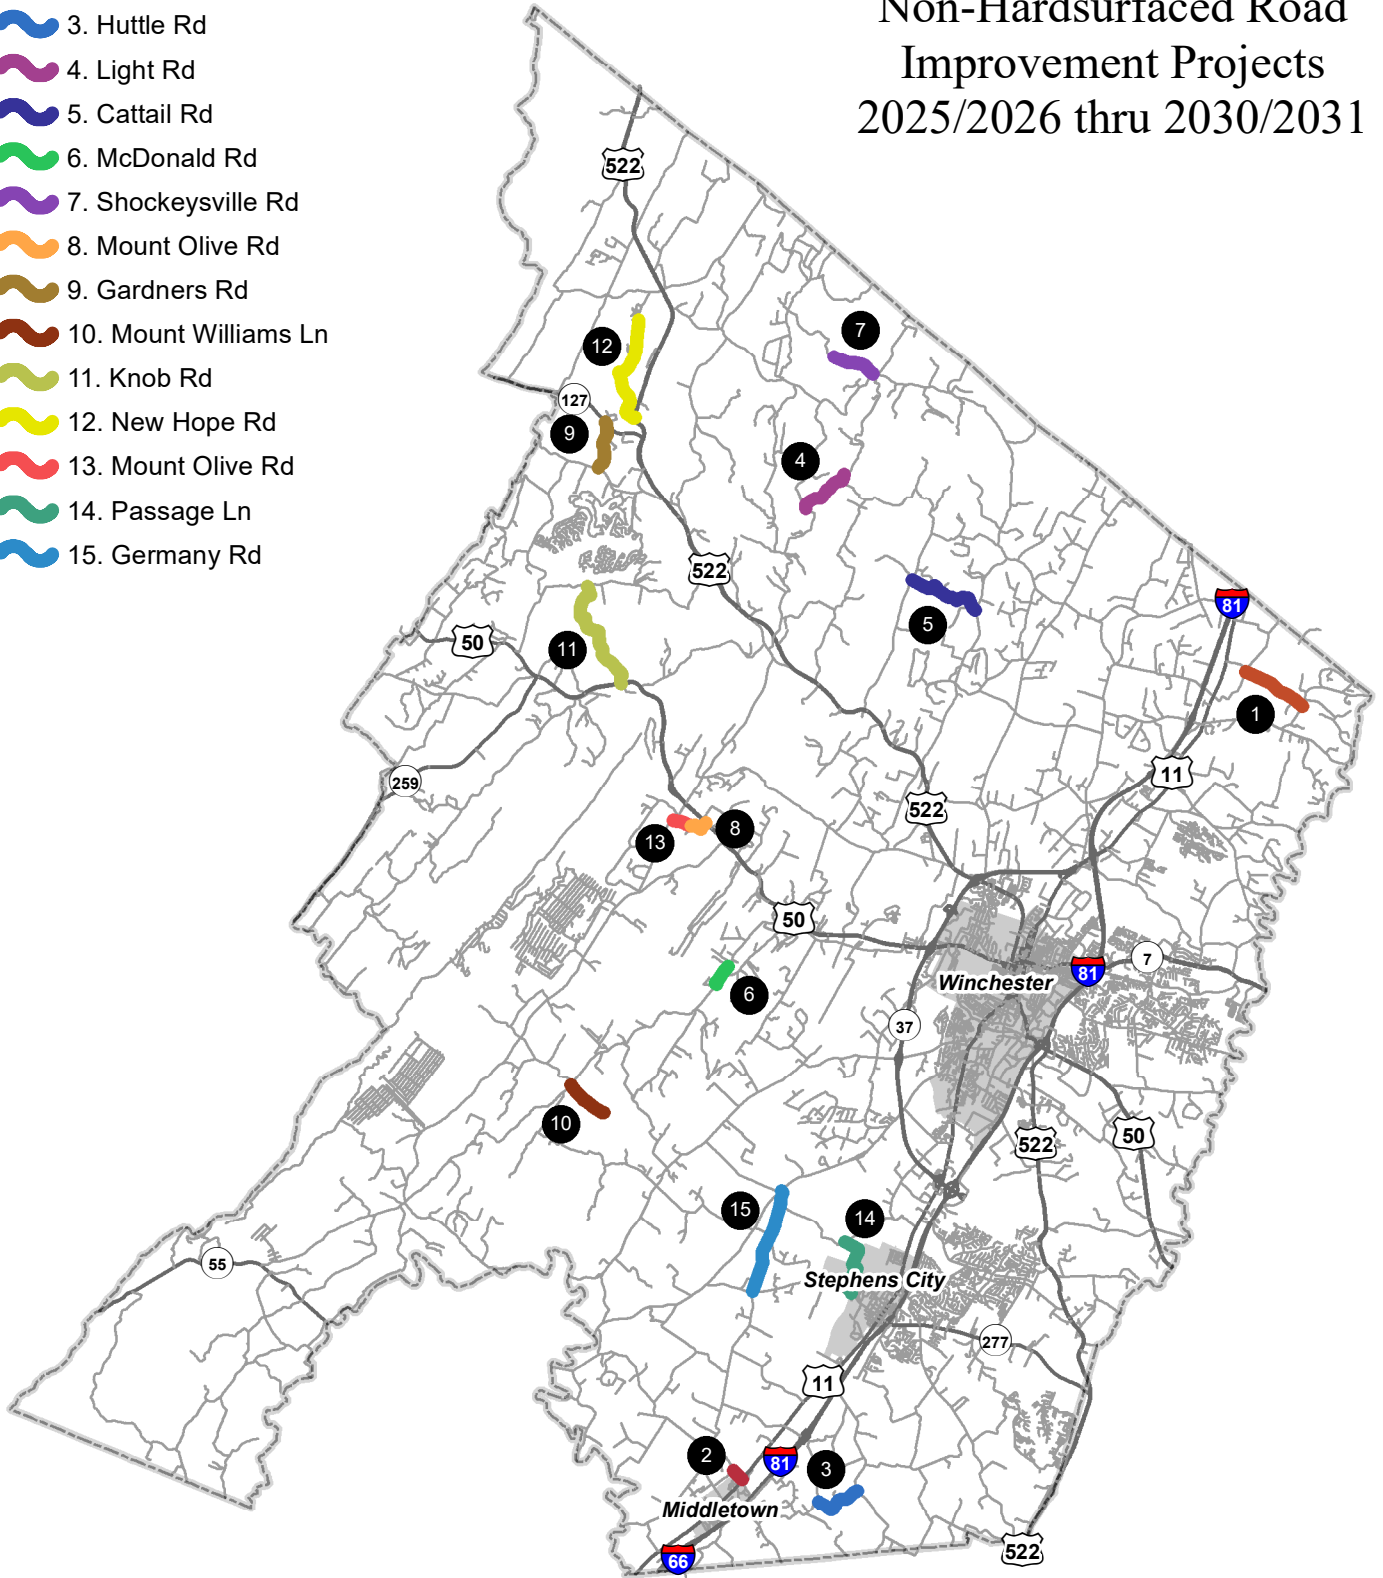 Non-Hardsurfaced Road
Improvement Projects
2025/2026 thru 2030/2031
3. Huttle Rd
4. Light Rd
5. Cattail Rd
6. McDonald Rd
7. Shockeysville Rd
8. Mount Olive Rd
9. Gardners Rd
10. Mount Williams Ln
11. Knob Rd
12. New Hope Rd
13. Mount Olive Rd
14. Passage Ln
15. Germany Rd
522
7
12
127
9
4
522
81
5
50
11
1
11
259
522
8
13
50
7
81
Winchester
6
37
10
50
522
15
14
55
Stephens City
277
11
2
81
3
Middletown
522
66